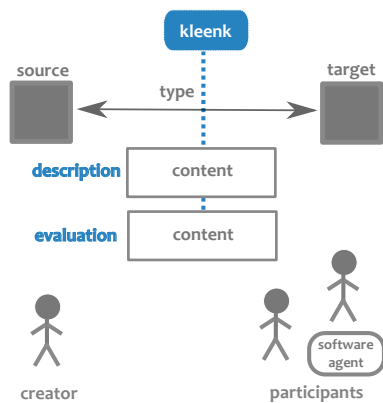 kleenk
source
target
type
description
content
evaluation
content
software
agent
creator
participants